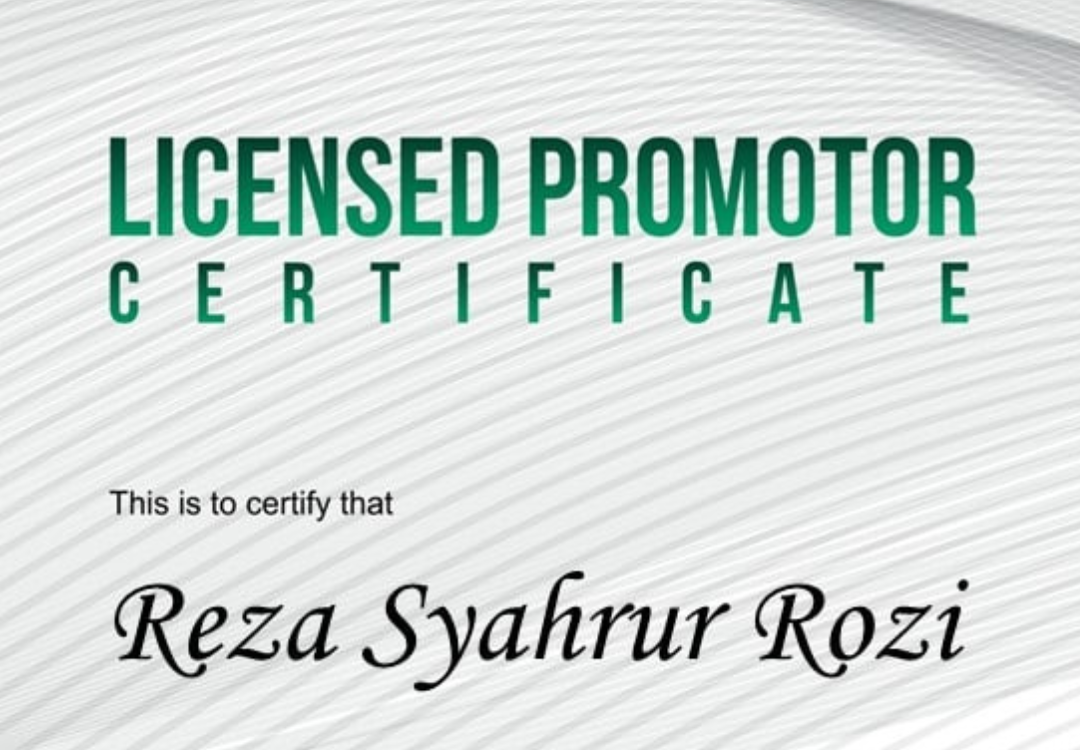 LICENSED PROMOTOR
CERTIFICATE
This is to certify that
Reza Syahrur Rozi